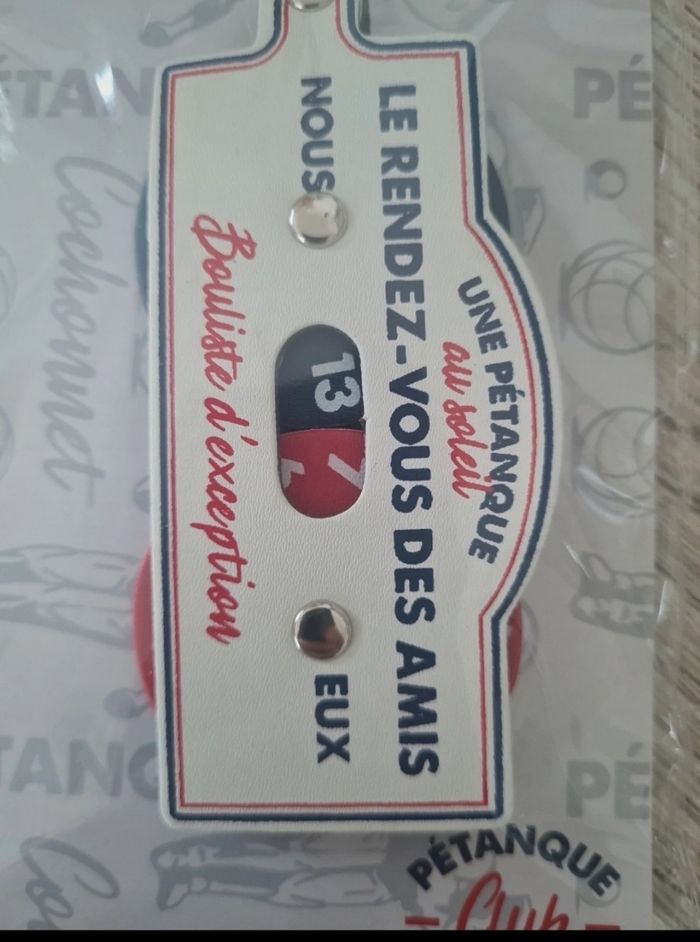 UNE PÉTANQUE
au soleil
LE RENDEZ-VOUS DES AMIS
NOUS
13
EUX
Bouliste d'exception
PÉTANQUE
Club
Cochonnet